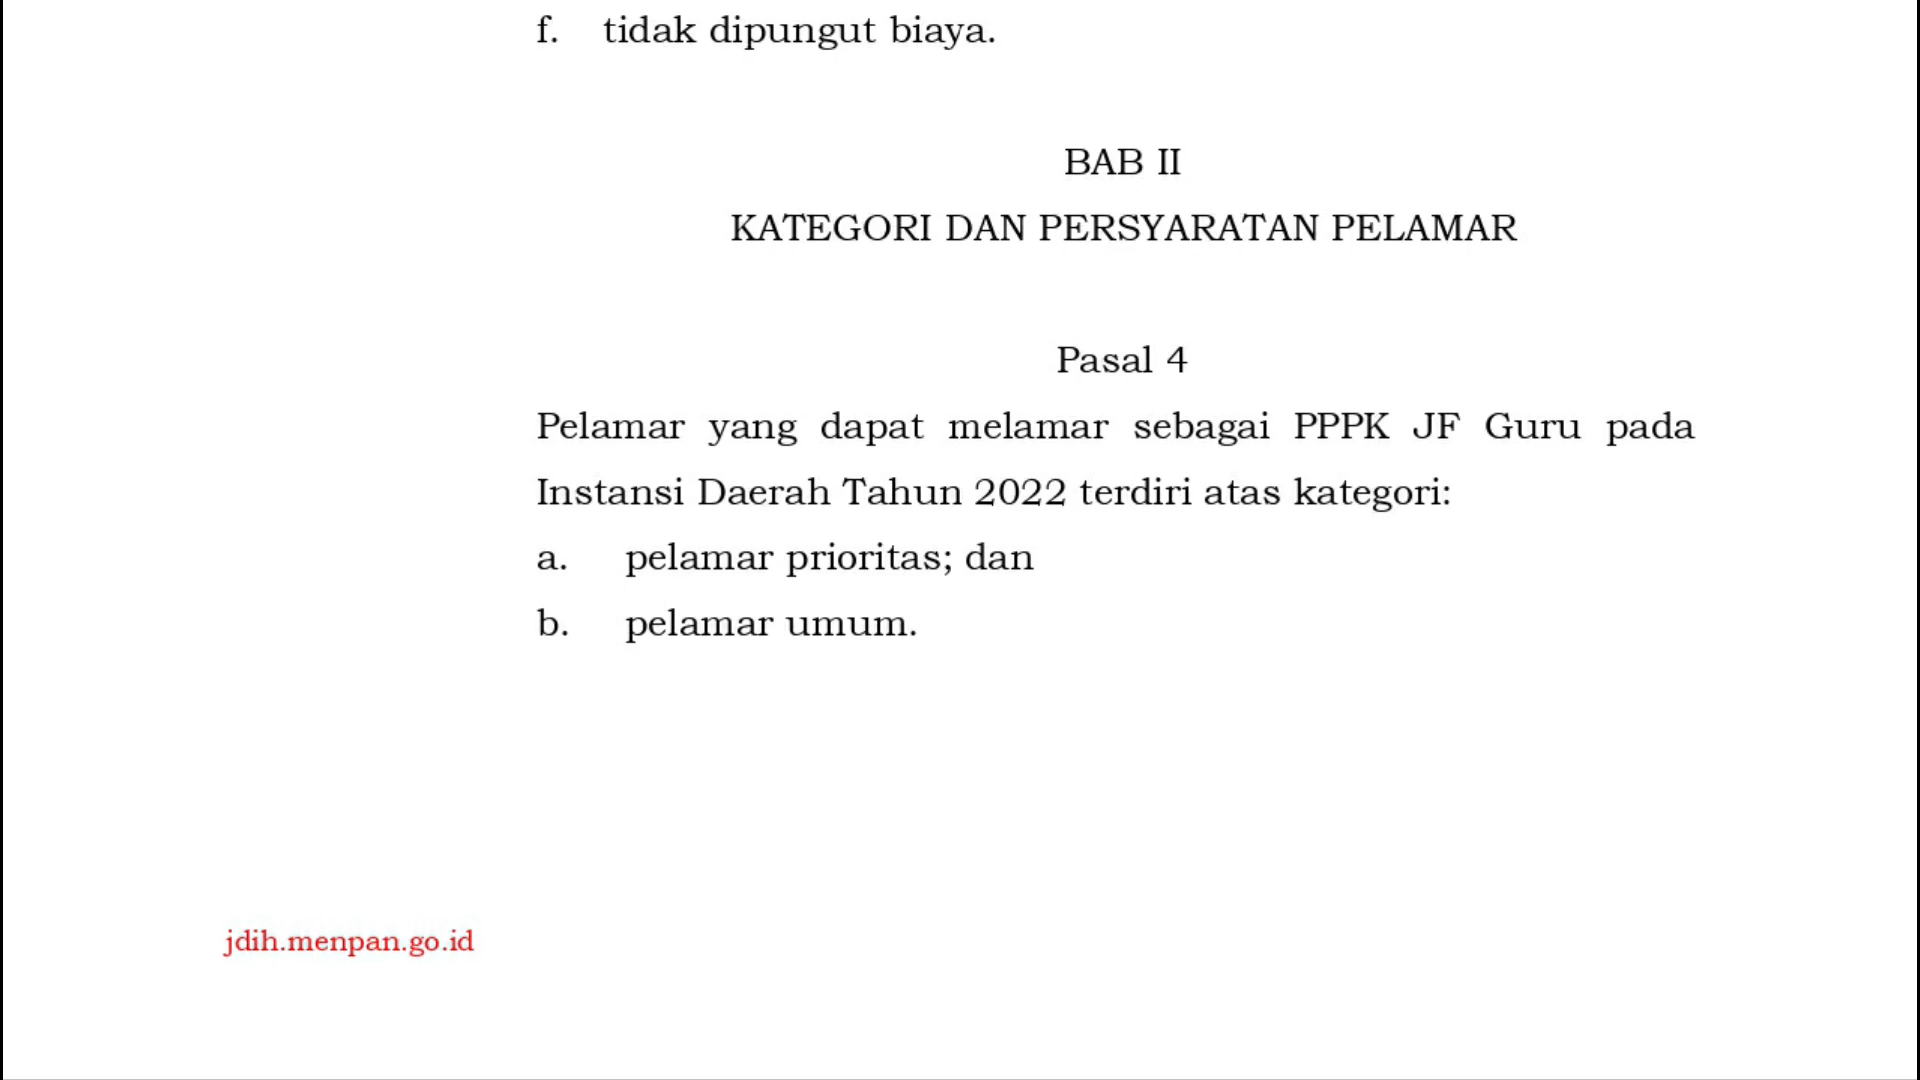 f. tidak dipungut biaya.
BAB II
KATEGORI DAN PERSYARATAN PELAMAR
Pasal 4
Pelamar yang dapat melamar sebagai PPPK JF Guru pada
Instansi Daerah Tahun 2022 terdiri atas kategori:
a. pelamar prioritas; dan
b. pelamar umum.
jdih.menpan.go.id